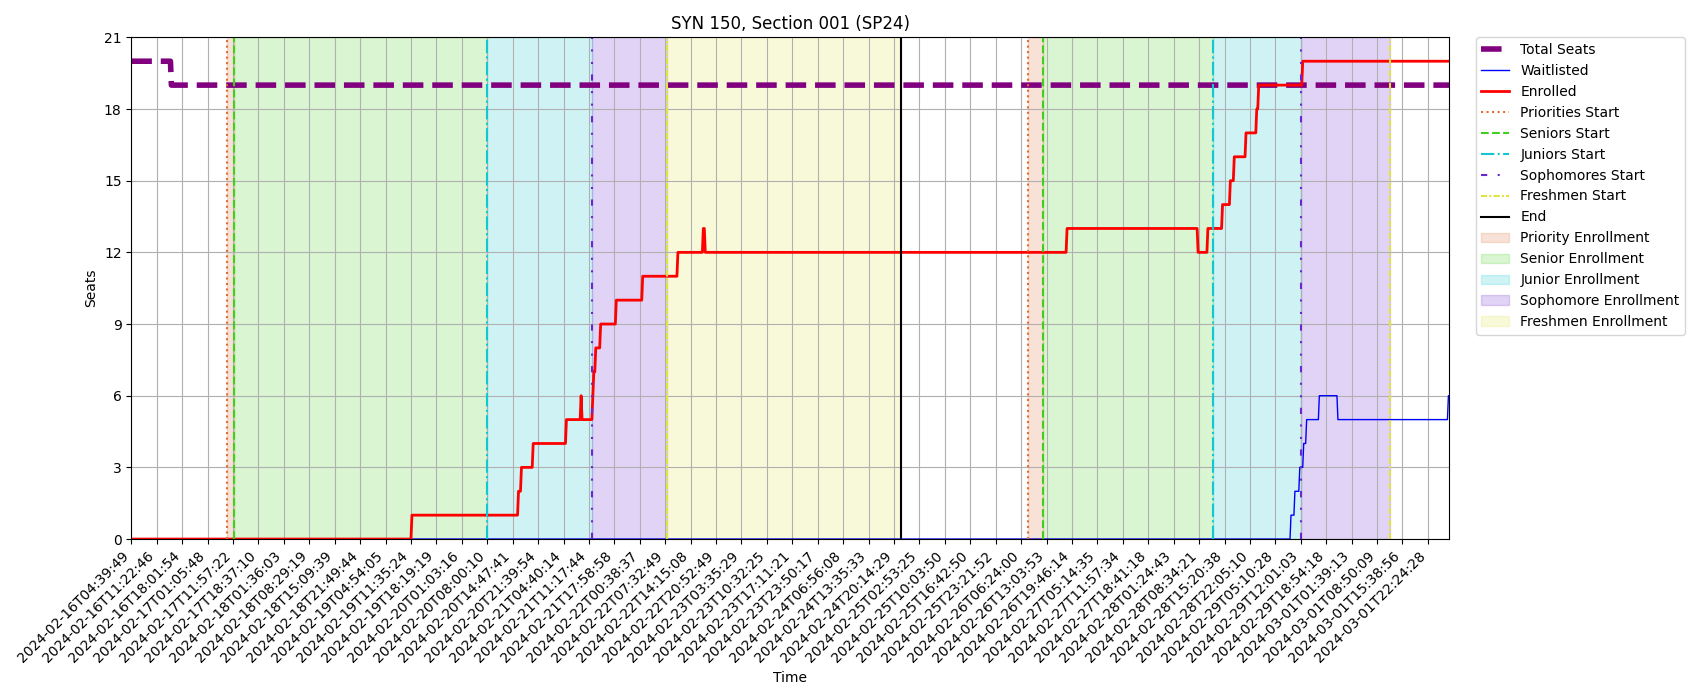 SYN 150, Section 001 (SP24)
21
18
15
12
9
6
3
0
Seats
2024-02-16T04:39:49
2024-02-16T11:22:46
2024-02-16T18:01:54
2024-02-17T01:05:48
2024-02-17T11:57:22
2024-02-17T18:37:10
2024-02-18T01:36:03
2024-02-18T08:29:19
2024-02-18T15:09:39
2024-02-18T21:49:44
2024-02-19T04:54:05
2024-02-19T11:35:24
2024-02-19T18:19:19
2024-02-20T01:03:16
2024-02-20T08:00:10
2024-02-20T14:47:41
2024-02-20T21:39:54
2024-02-21T04:40:14
2024-02-21T11:17:44
2024-02-21T17:58:58
2024-02-22T00:38:37
2024-02-22T07:32:49
2024-02-22T14:15:08
2024-02-22T20:52:49
2024-02-23T03:35:29
2024-02-23T10:32:25
2024-02-23T17:11:21
2024-02-23T23:50:17
2024-02-24T06:56:08
2024-02-24T13:35:33
2024-02-24T20:14:29
2024-02-25T02:53:25
2024-02-25T10:03:50
2024-02-25T16:42:50
2024-02-25T23:21:52
2024-02-26T06:24:00
2024-02-26T13:03:53
2024-02-26T19:46:14
2024-02-27T05:14:35
2024-02-27T11:57:34
2024-02-27T18:41:18
2024-02-28T01:24:43
2024-02-28T08:34:21
2024-02-28T15:20:38
2024-02-28T22:05:10
2024-02-29T05:10:28
2024-02-29T12:01:03
2024-02-29T18:54:18
2024-03-01T01:39:13
2024-03-01T08:50:09
2024-03-01T15:38:56
2024-03-01T22:24:28
Time
Total Seats
Waitlisted
Enrolled
Priorities Start
Seniors Start
Juniors Start
Sophomores Start
Freshmen Start
End
Priority Enrollment
Senior Enrollment
Junior Enrollment
Sophomore Enrollment
Freshmen Enrollment